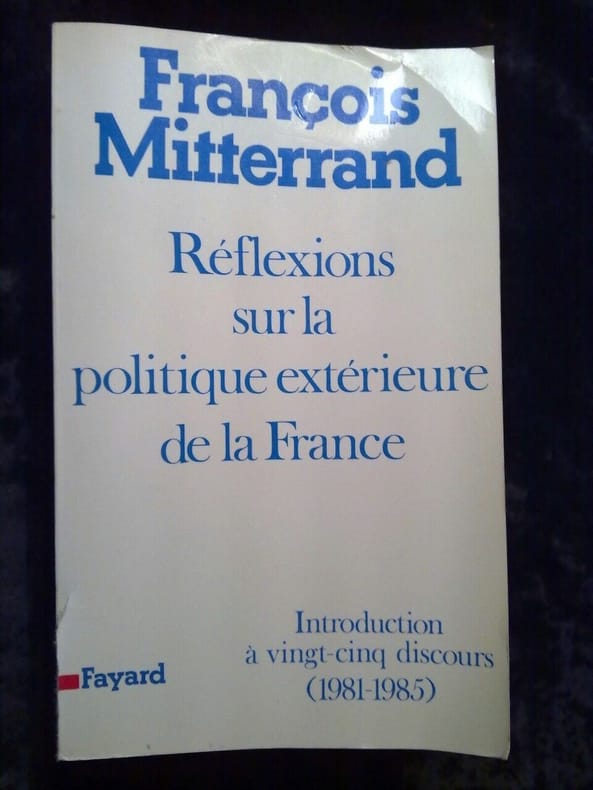 François
Mitterrand
Réflexions
sur la
politique extérieure
de la France
Introduction
à vingt-cinq discours
(1981-1985)
Fayard